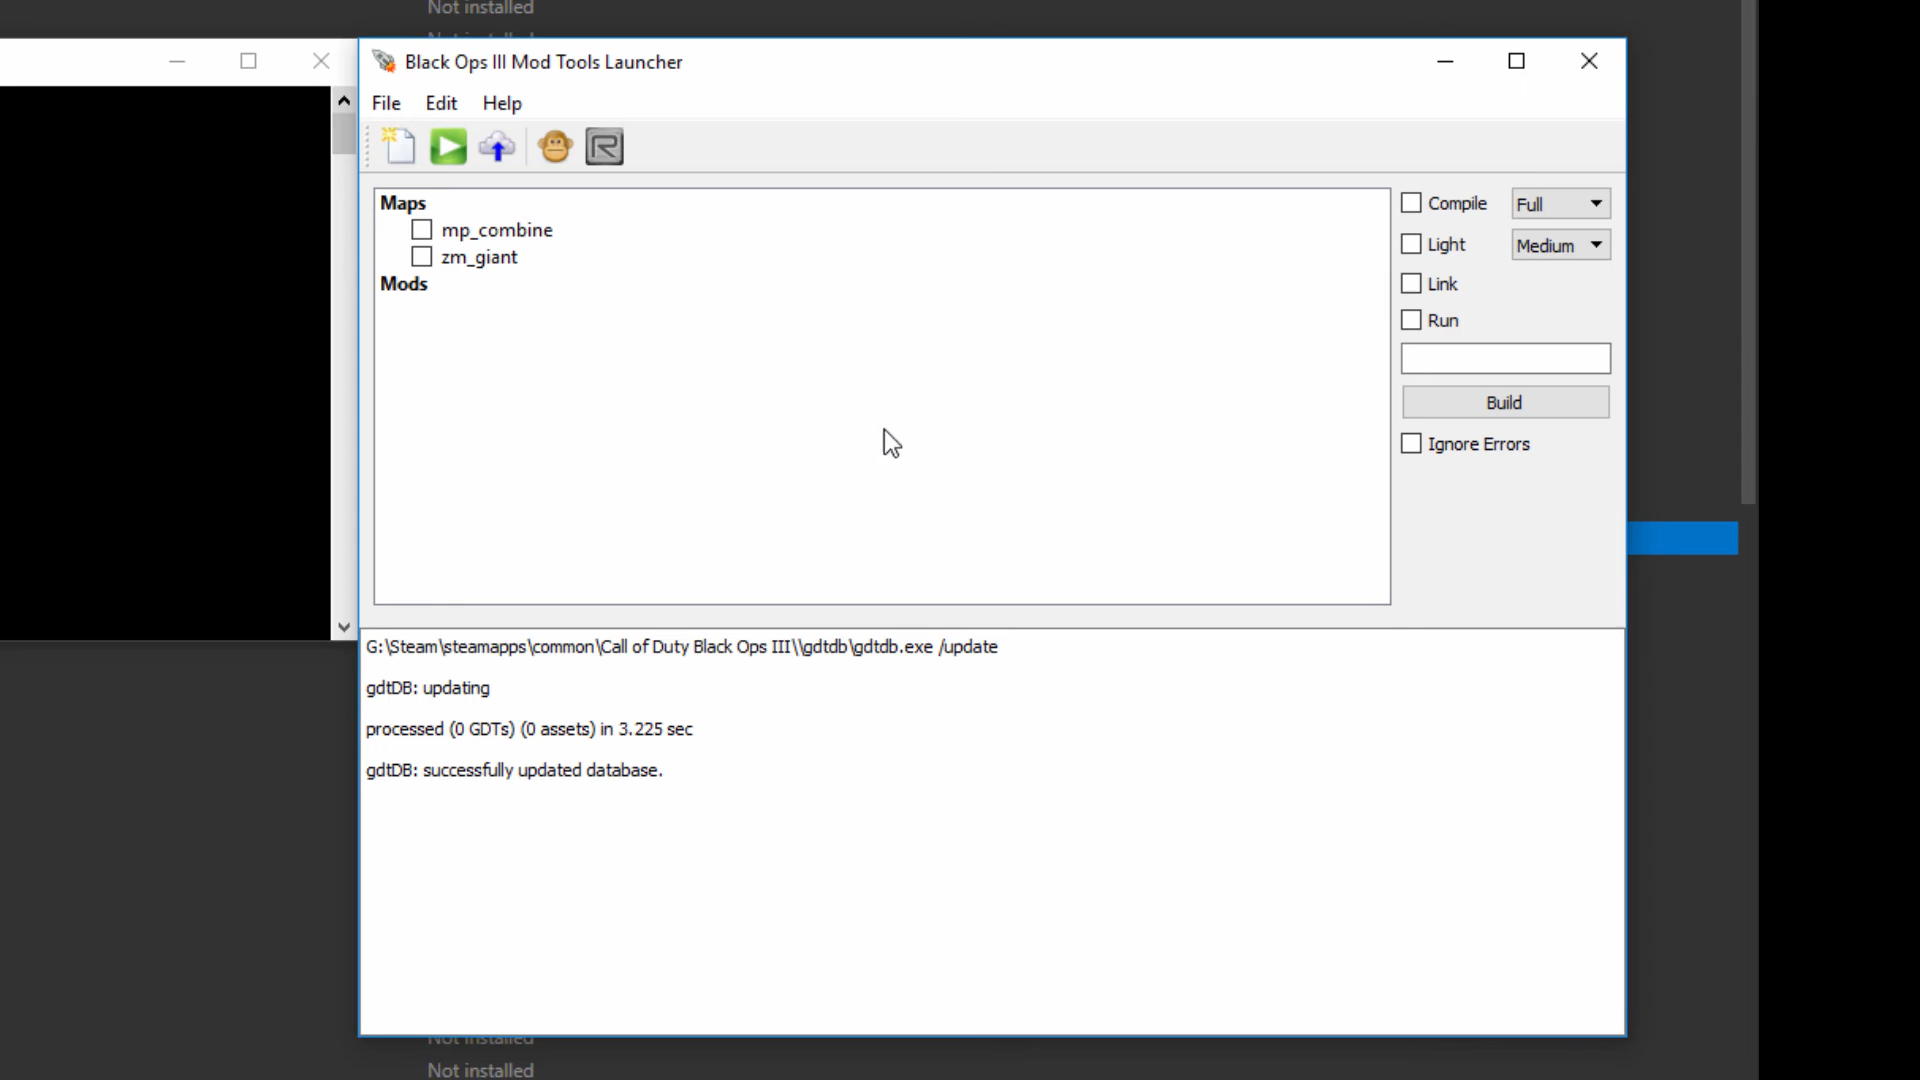 Not installed
Black Ops III Mod Tools Launcher
File Edit Help
Maps
mp_combine
zm_giant
Mods
Compile Full
Light Medium
Link
Run
Build
Ignore Errors
G:\Steam\steamapps\common\Call of Duty Black Ops III\\gdtdb\gdtdb.exe /update
gdtDB: updating
processed (0 GDTs) (0 assets) in 3.225 sec
gdtDB: successfully updated database.
Not installed
Not installed